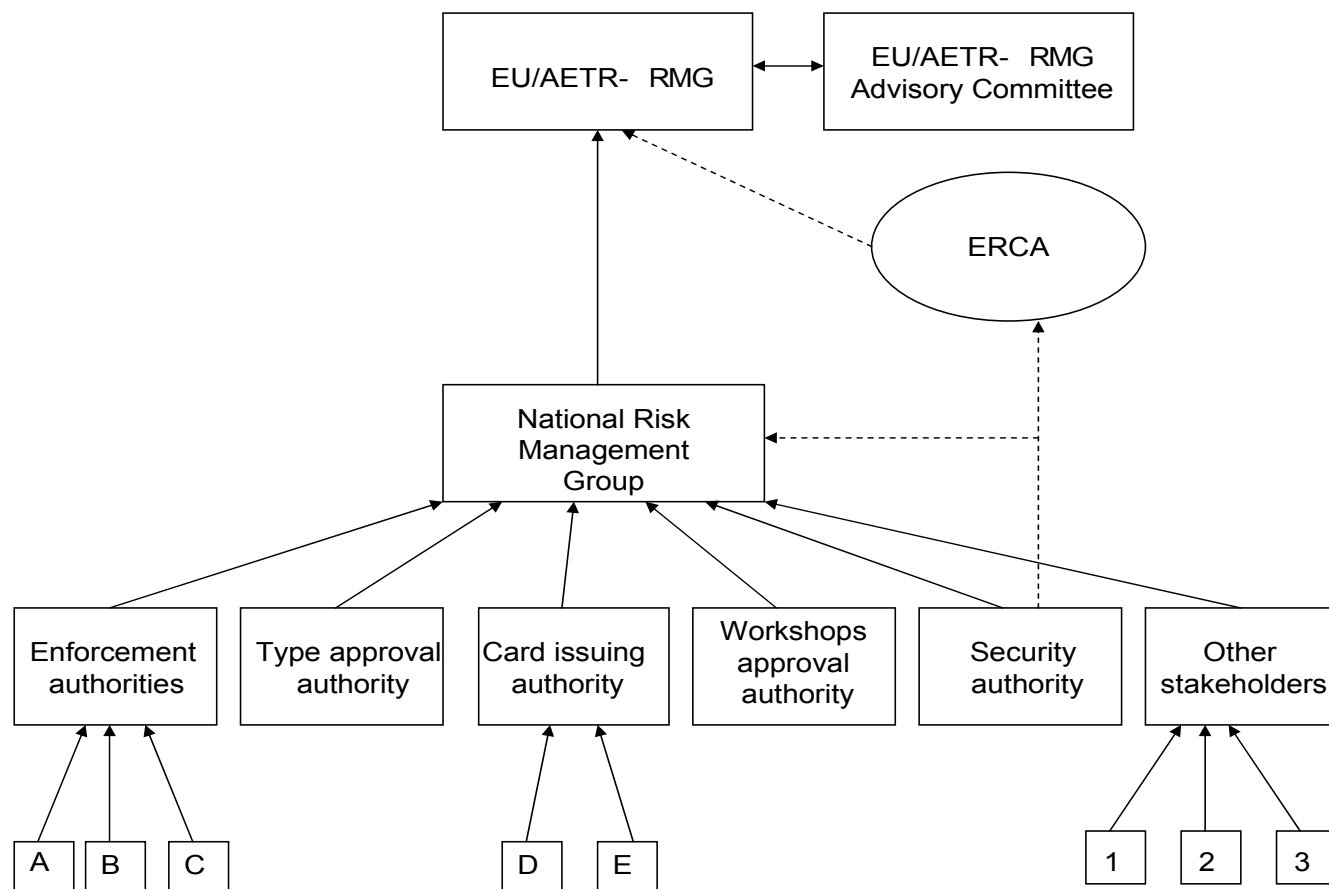 EU/AETR- RMG
EU/AETR- RMG
Advisory Committee
ERCA
National Risk
Management
Group
Enforcement
authorities
Type approval
authority
Card issuing
authority
Workshops
approval
authority
Security
authority
Other
stakeholders
A
B
C
D
E
1
2
3